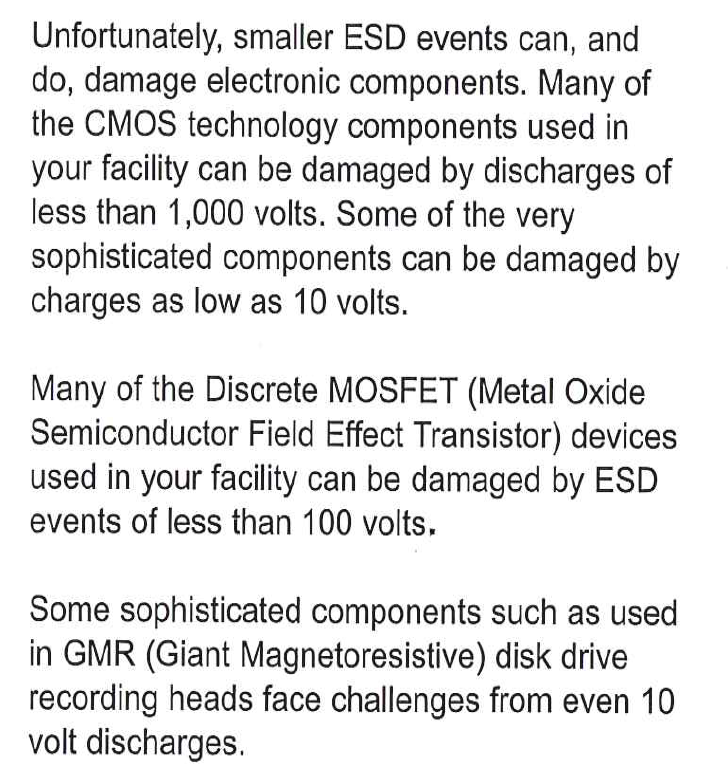 Unfortunately, smaller ESD events can, and
do, damage electronic components. Many of
the CMOS technology components used in
your facility can be damaged by discharges of
less than 1,000 volts. Some of the very
sophisticated components can be damaged by
charges as low as 10 volts.
Many of the Discrete MOSFET (Metal Oxide
Semiconductor Field Effect Transistor) devices
used in your facility can be damaged by ESD
events of less than 100 volts.
Some sophisticated components such as used
in GMR (Giant Magnetoresistive) disk drive
recording heads face challenges from even 10
volt discharges.